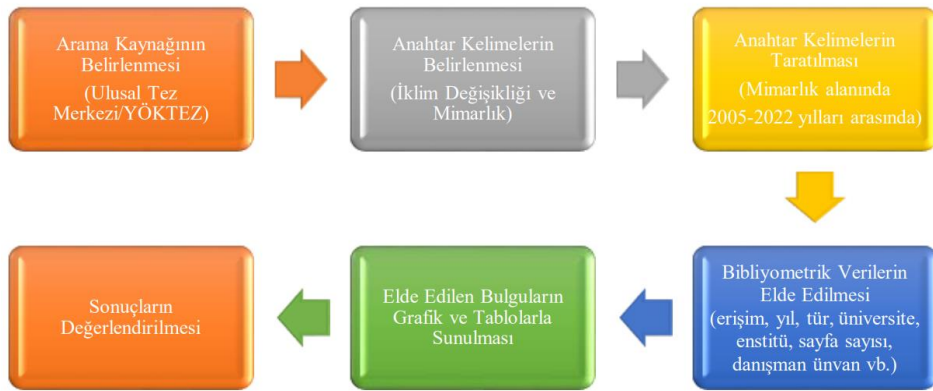 Arama Kaynağının
Belirlenmesi
(Ulusal Tez
Merkezi/YÖKTEZ)
Anahtar Kelimelerin
Belirlenmesi
(İklim Değişikliği ve
Mimarlık)
Anahtar Kelimelerin
Taratılması
(Mimarlık alanında
2005-2022 yılları arasında)
Bibliyometrik Verilerin
Elde Edilmesi
(erişim, yıl, tür, üniversite,
enstitü, sayfa sayısı,
danışman ünvan vb.)
Elde Edilen Bulguların
Grafik ve Tablolarla
Sunulması
Sonuçların
Değerlendirilmesi